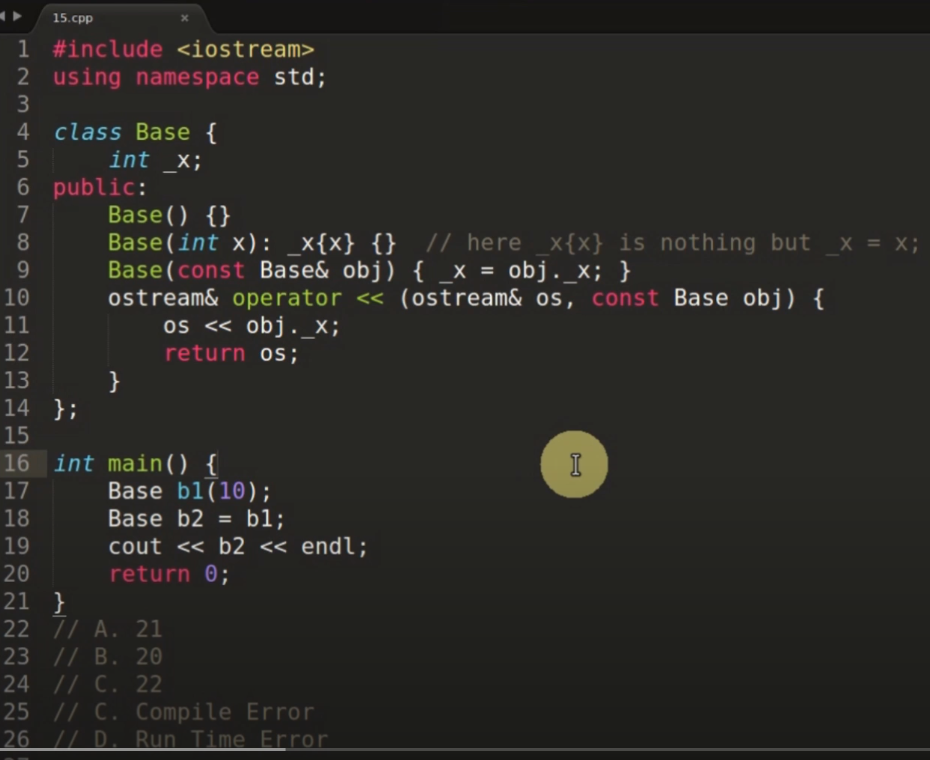 15.cpp ×
1 #include <iostream>
2 using namespace std;
3
4 class Base {
5 int _x;
6 public:
7 Base() {}
8 Base(int x): _x{x} {} // here _x{x} is nothing but _x = x;
9 Base(const Base& obj) { _x = obj._x; }
10 ostream& operator << (ostream& os, const Base obj) {
11 os << obj._x;
12 return os;
13 }
14 };
15
16 int main() {
17 Base b1(10);
18 Base b2 = b1;
19 cout << b2 << endl;
20 return 0;
21 }
22 // A. 21
23 // B. 20
24 // C. 22
25 // C. Compile Error
26 // D. Run Time Error